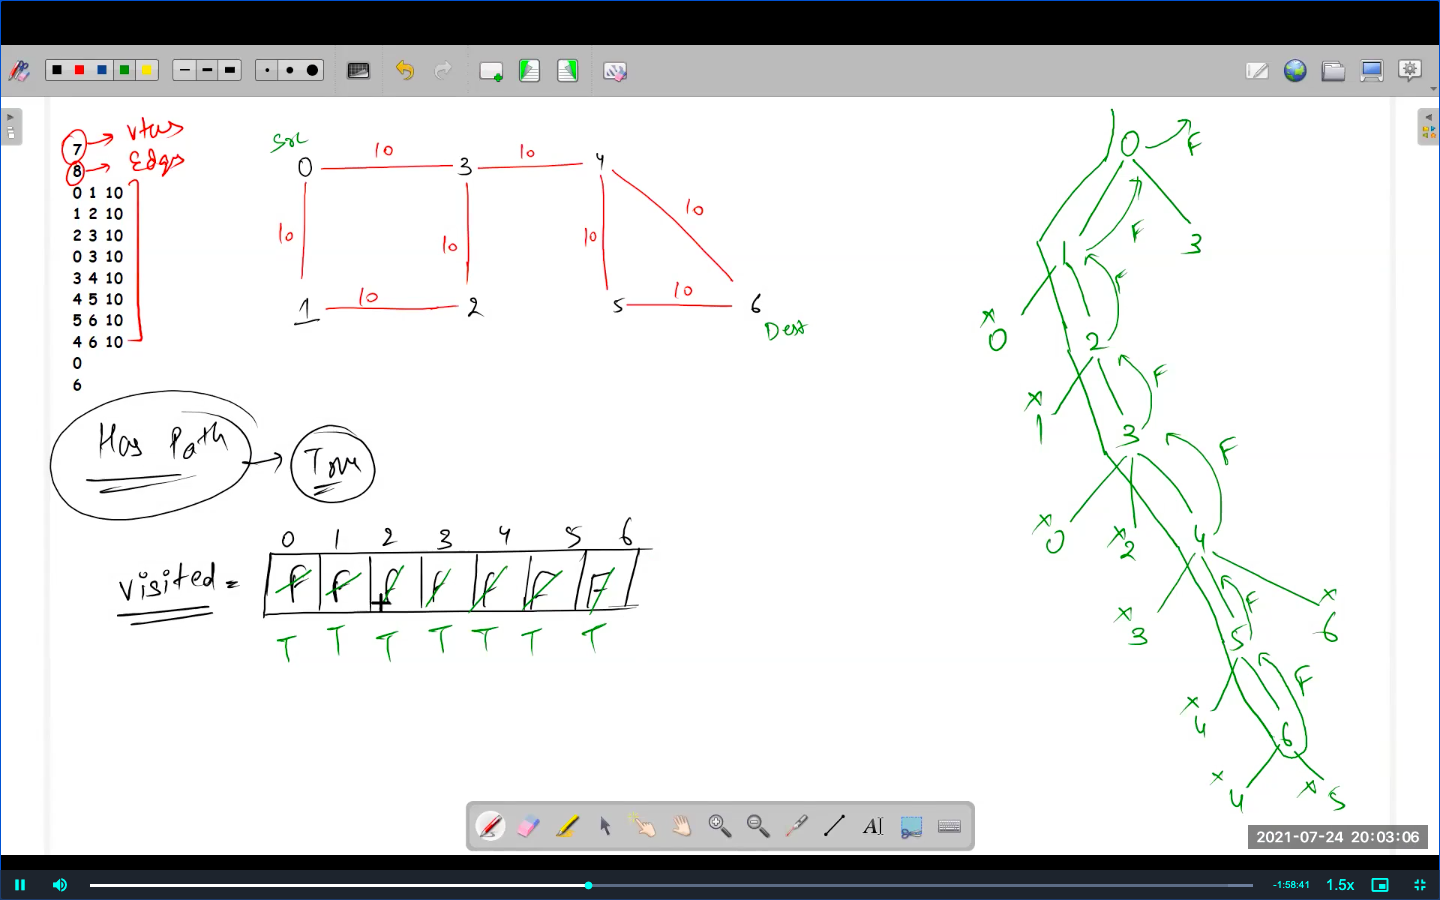 7 → vtces
8 → Edges
0 1 10
1 2 10
2 3 10
0 3 10
3 4 10
4 5 10
5 6 10
4 6 10
0
6
Src
0 10 3 10 4
10 10 10 10
1 10 2 5 10 6
Dest
Has Path → True
0 1 2 3 4 5 6
visited = F F F F F F F
T T T T T T T
0 F
F
1 3
F
x 0
2
F
x 1
3
F
x 0 x 2 4
x 3 F x 6
5
F
x 4
6
x 4 x 5
AI
2021-07-24 20:03:06
-1:58:41 1.5x